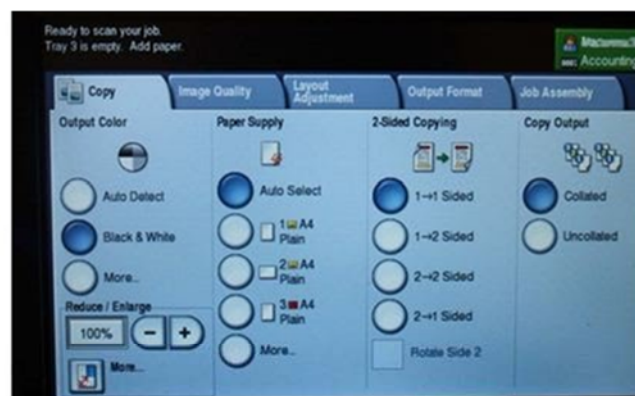 Ready to scan your job.
Tray 3 is empty. Add paper.
Accounting
Copy
Image Quality
Layout
Adjustment
Output Format
Job Assembly
Output Color
Paper Supply
2-Sided Copying
Copy Output
Auto Detect
Black & White
More...
Reduce / Enlarge
100%
More...
Auto Select
1 A4
Plain
2 A4
Plain
3 A4
Plain
More...
1→1 Sided
1→2 Sided
2→2 Sided
2→1 Sided
Rotate Side 2
Collated
Uncollated